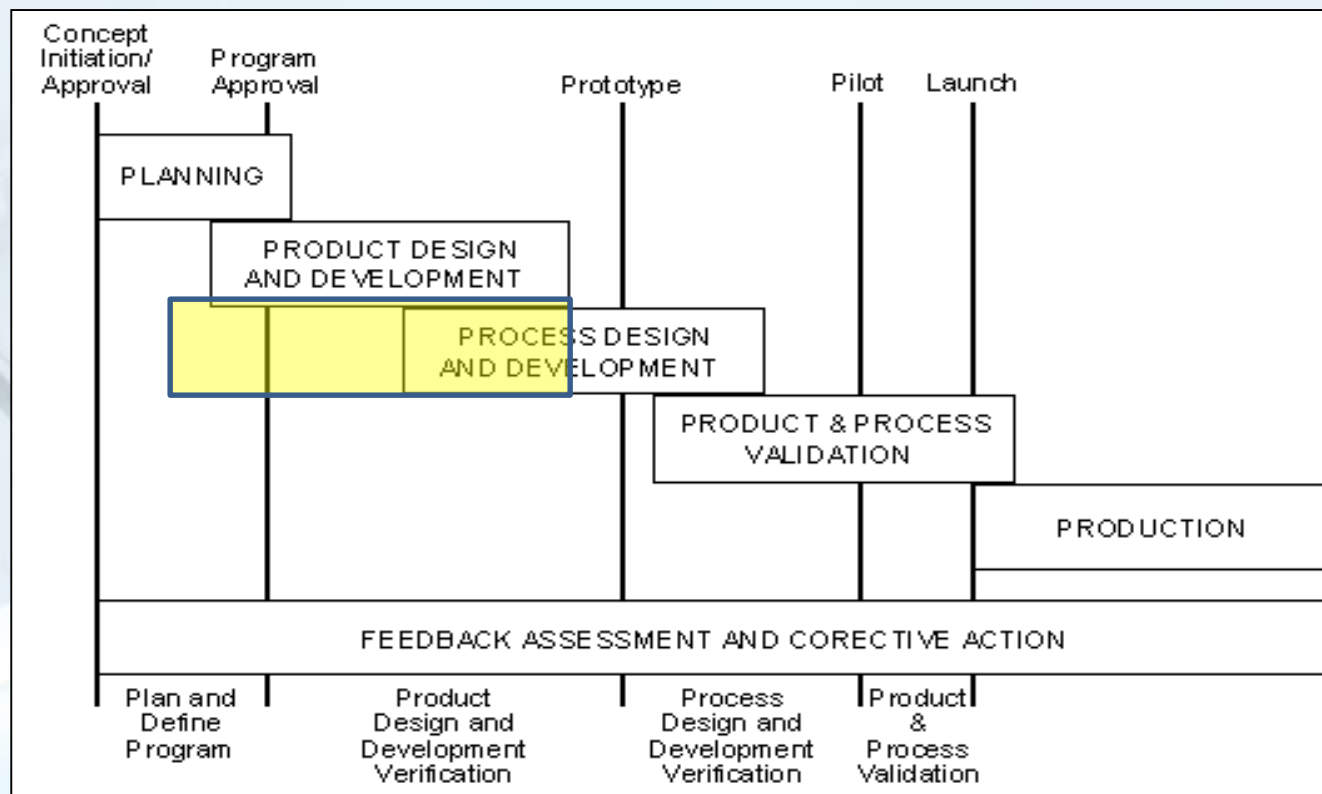 Concept
Initiation/
Approval
Program
Approval
Prototype
Pilot
Launch
PLANNING
PRODUCT DESIGN
AND DEVELOPMENT
PROCESS DESIGN
AND DEVELOPMENT
PRODUCT & PROCESS
VALIDATION
PRODUCTION
FEEDBACK ASSESSMENT AND CORECTIVE ACTION
Plan and
Define
Program
Product
Design and
Development
Verification
Process
Design and
Development
Verification
Product
&
Process
Validation